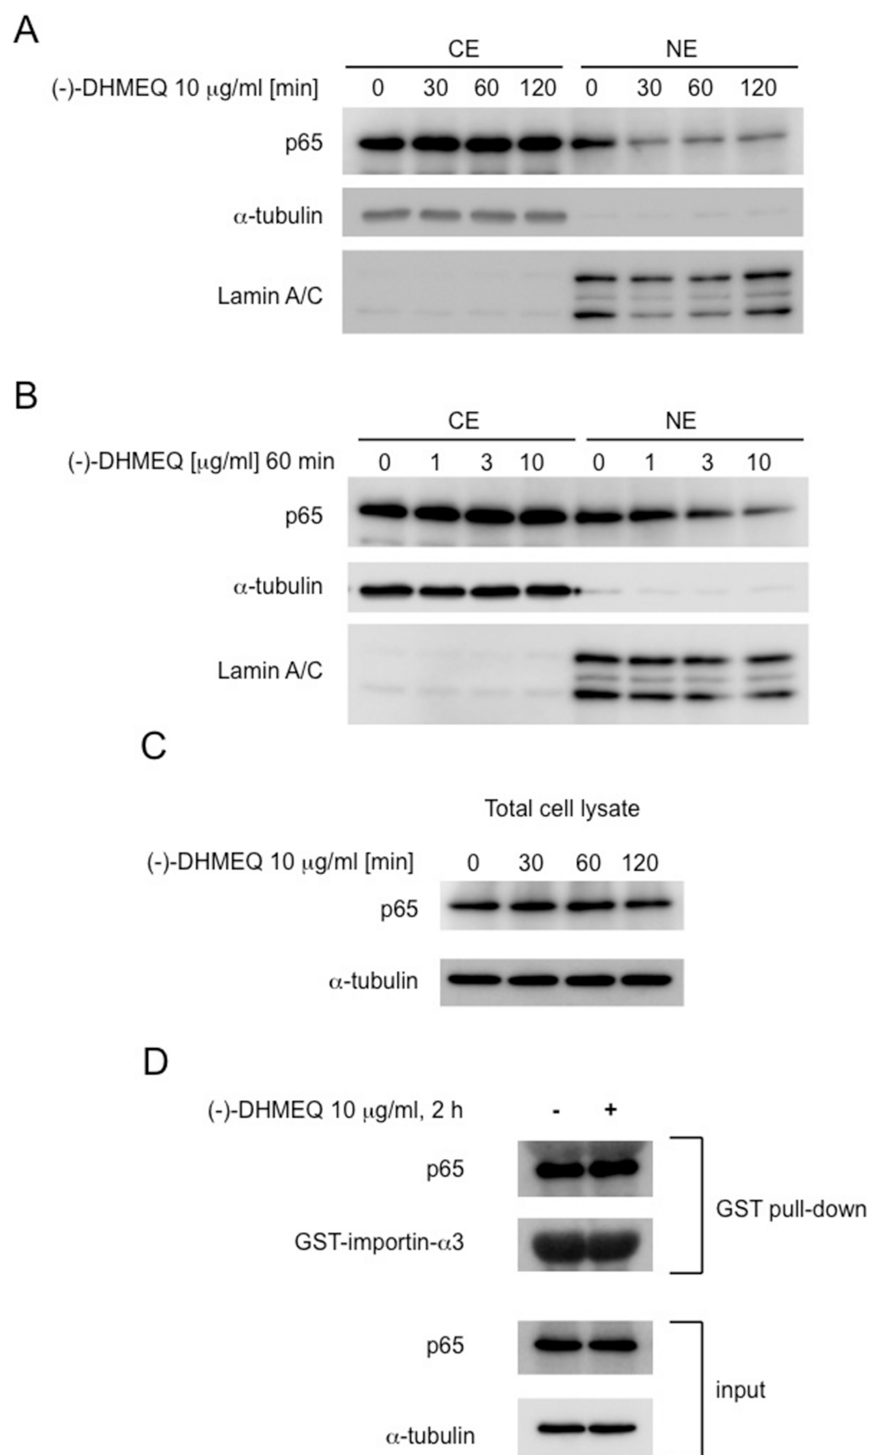 A
CE NE
(-)-DHMEQ 10 μg/ml [min] 0 30 60 120 0 30 60 120
p65
α-tubulin
Lamin A/C
B
CE NE
(-)-DHMEQ [μg/ml] 60 min 0 1 3 10 0 1 3 10
p65
α-tubulin
Lamin A/C
C
Total cell lysate
(-)-DHMEQ 10 μg/ml [min] 0 30 60 120
p65
α-tubulin
D
(-)-DHMEQ 10 μg/ml, 2 h - +
p65
GST-importin-α3
GST pull-down
p65
α-tubulin
input